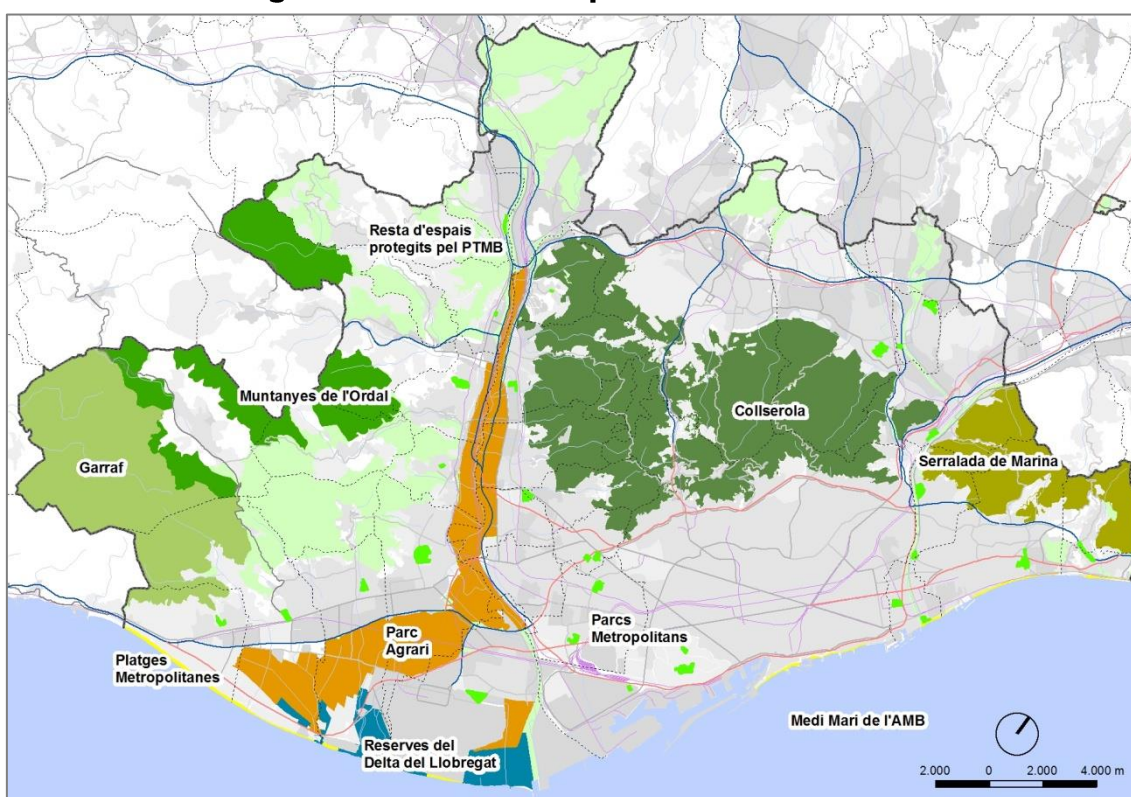 Resta d'espais
protegits pel PTMB
Muntanyes de l'Ordal
Collserola
Garraf
Serralada de Marina
Parcs
Metropolitans
Parc
Agrari
Platges
Metropolitanes
Medi Mari de l'AMB
Reserves del
Delta del Llobregat
2.000 0 2.000 4.000 m